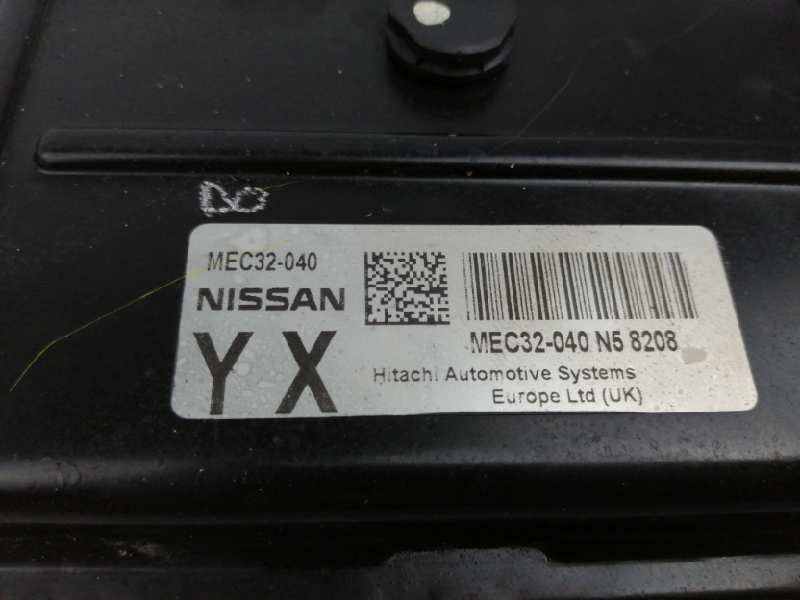 MEC32-040
NISSAN
YX
MEC32-040 N5 8208
Hitachi Automotive Systems
Europe Ltd (UK)